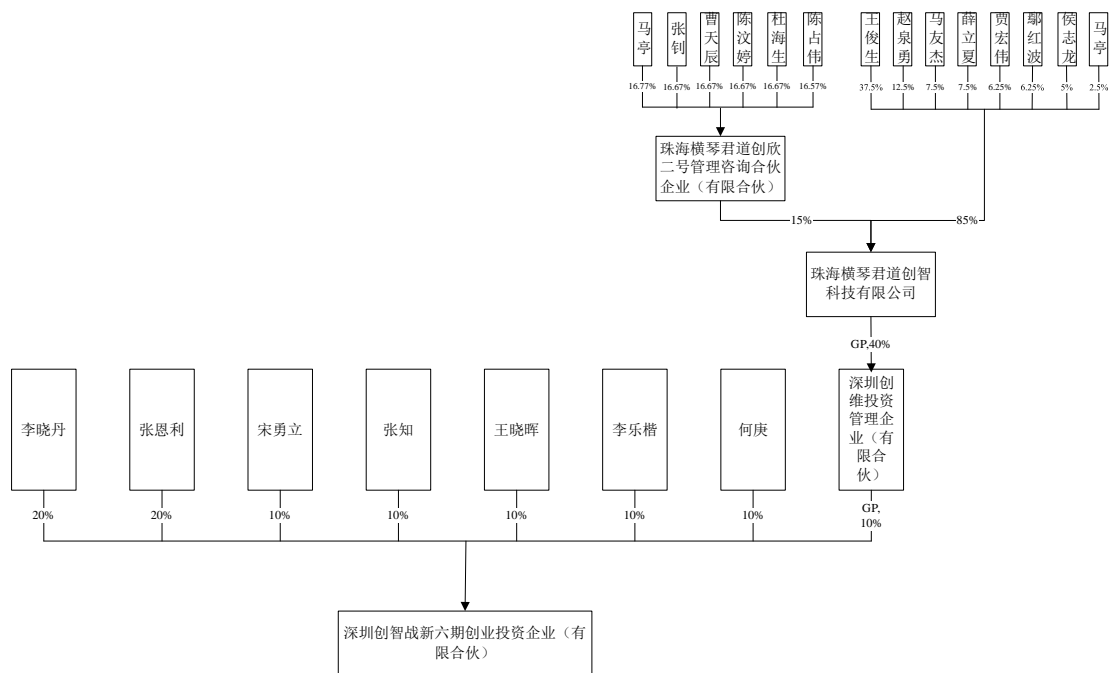 马亭
张钊
曹天辰
陈汶婷
杜海生
陈占伟
王俊生
赵泉勇
马友杰
薛立夏
贾宏伟
鄢红波
侯志龙
马亭
16.77%
16.67%
16.67%
16.67%
16.67%
16.57%
37.5%
12.5%
7.5%
7.5%
6.25%
6.25%
5%
2.5%
珠海横琴君道创欣
二号管理咨询合伙
企业（有限合伙）
15%
85%
珠海横琴君道创智
科技有限公司
GP,40%
李晓丹
张恩利
宋勇立
张知
王晓晖
李乐楷
何庚
深圳创
维投资
管理企
业（有
限合
伙）
20%
20%
10%
10%
10%
10%
10%
GP,
10%
深圳创智战新六期创业投资企业（有
限合伙）